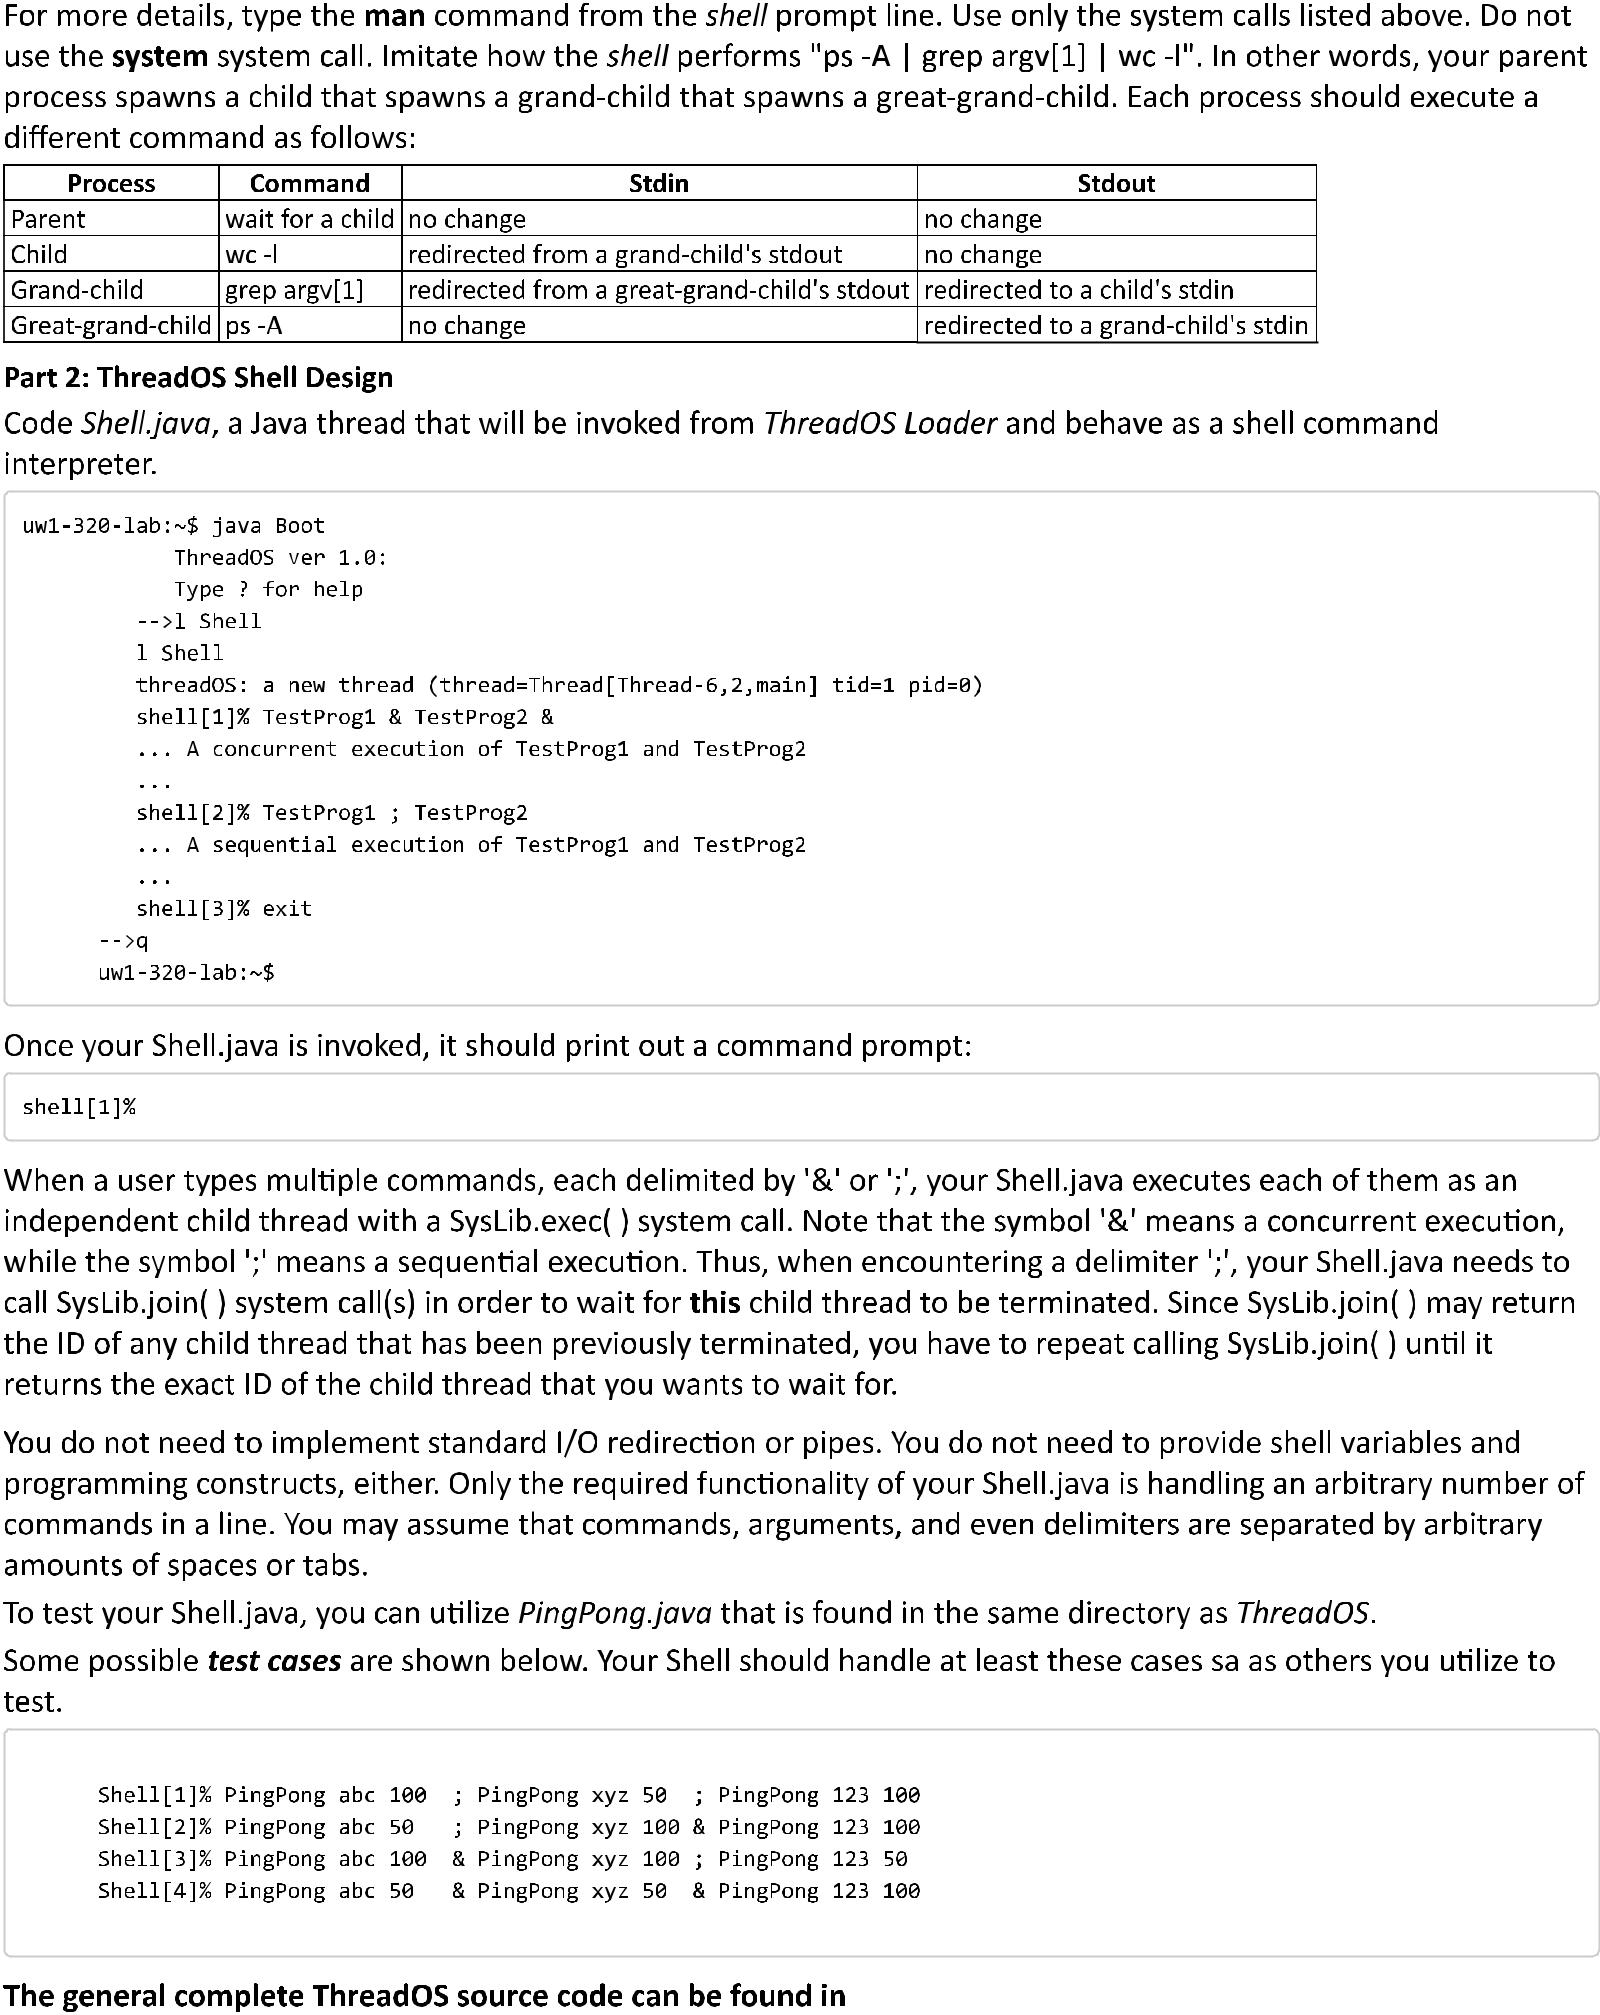 For more details, type the man command from the shell prompt line. Use only the system calls listed above. Do not
use the system system call. Imitate how the shell performs "ps -A | grep argv[1] | wc -l". In other words, your parent
process spawns a child that spawns a grand-child that spawns a great-grand-child. Each process should execute a
different command as follows:
Process Command Stdin Stdout
Parent wait for a child no change no change
Child wc -l redirected from a grand-child's stdout no change
Grand-child grep argv[1] redirected from a great-grand-child's stdout redirected to a child's stdin
Great-grand-child ps -A no change redirected to a grand-child's stdin
Part 2: ThreadOS Shell Design
Code Shell.java, a Java thread that will be invoked from ThreadOS Loader and behave as a shell command
interpreter.
uw1-320-lab:~$ java Boot
ThreadOS ver 1.0:
Type ? for help
-->l Shell
l Shell
threadOS: a new thread (thread=Thread[Thread-6,2,main] tid=1 pid=0)
shell[1]% TestProg1 & TestProg2 &
... A concurrent execution of TestProg1 and TestProg2
...
shell[2]% TestProg1 ; TestProg2
... A sequential execution of TestProg1 and TestProg2
...
shell[3]% exit
-->q
uw1-320-lab:~$
Once your Shell.java is invoked, it should print out a command prompt:
shell[1]%
When a user types multiple commands, each delimited by '&' or ';', your Shell.java executes each of them as an
independent child thread with a SysLib.exec( ) system call. Note that the symbol '&' means a concurrent execution,
while the symbol ';' means a sequential execution. Thus, when encountering a delimiter ';', your Shell.java needs to
call SysLib.join( ) system call(s) in order to wait for this child thread to be terminated. Since SysLib.join( ) may return
the ID of any child thread that has been previously terminated, you have to repeat calling SysLib.join( ) until it
returns the exact ID of the child thread that you wants to wait for.
You do not need to implement standard I/O redirection or pipes. You do not need to provide shell variables and
programming constructs, either. Only the required functionality of your Shell.java is handling an arbitrary number of
commands in a line. You may assume that commands, arguments, and even delimiters are separated by arbitrary
amounts of spaces or tabs.
To test your Shell.java, you can utilize PingPong.java that is found in the same directory as ThreadOS.
Some possible test cases are shown below. Your Shell should handle at least these cases sa as others you utilize to
test.
Shell[1]% PingPong abc 100 ; PingPong xyz 50 ; PingPong 123 100
Shell[2]% PingPong abc 50 ; PingPong xyz 100 & PingPong 123 100
Shell[3]% PingPong abc 100 & PingPong xyz 100 ; PingPong 123 50
Shell[4]% PingPong abc 50 & PingPong xyz 50 & PingPong 123 100
The general complete ThreadOS source code can be found in